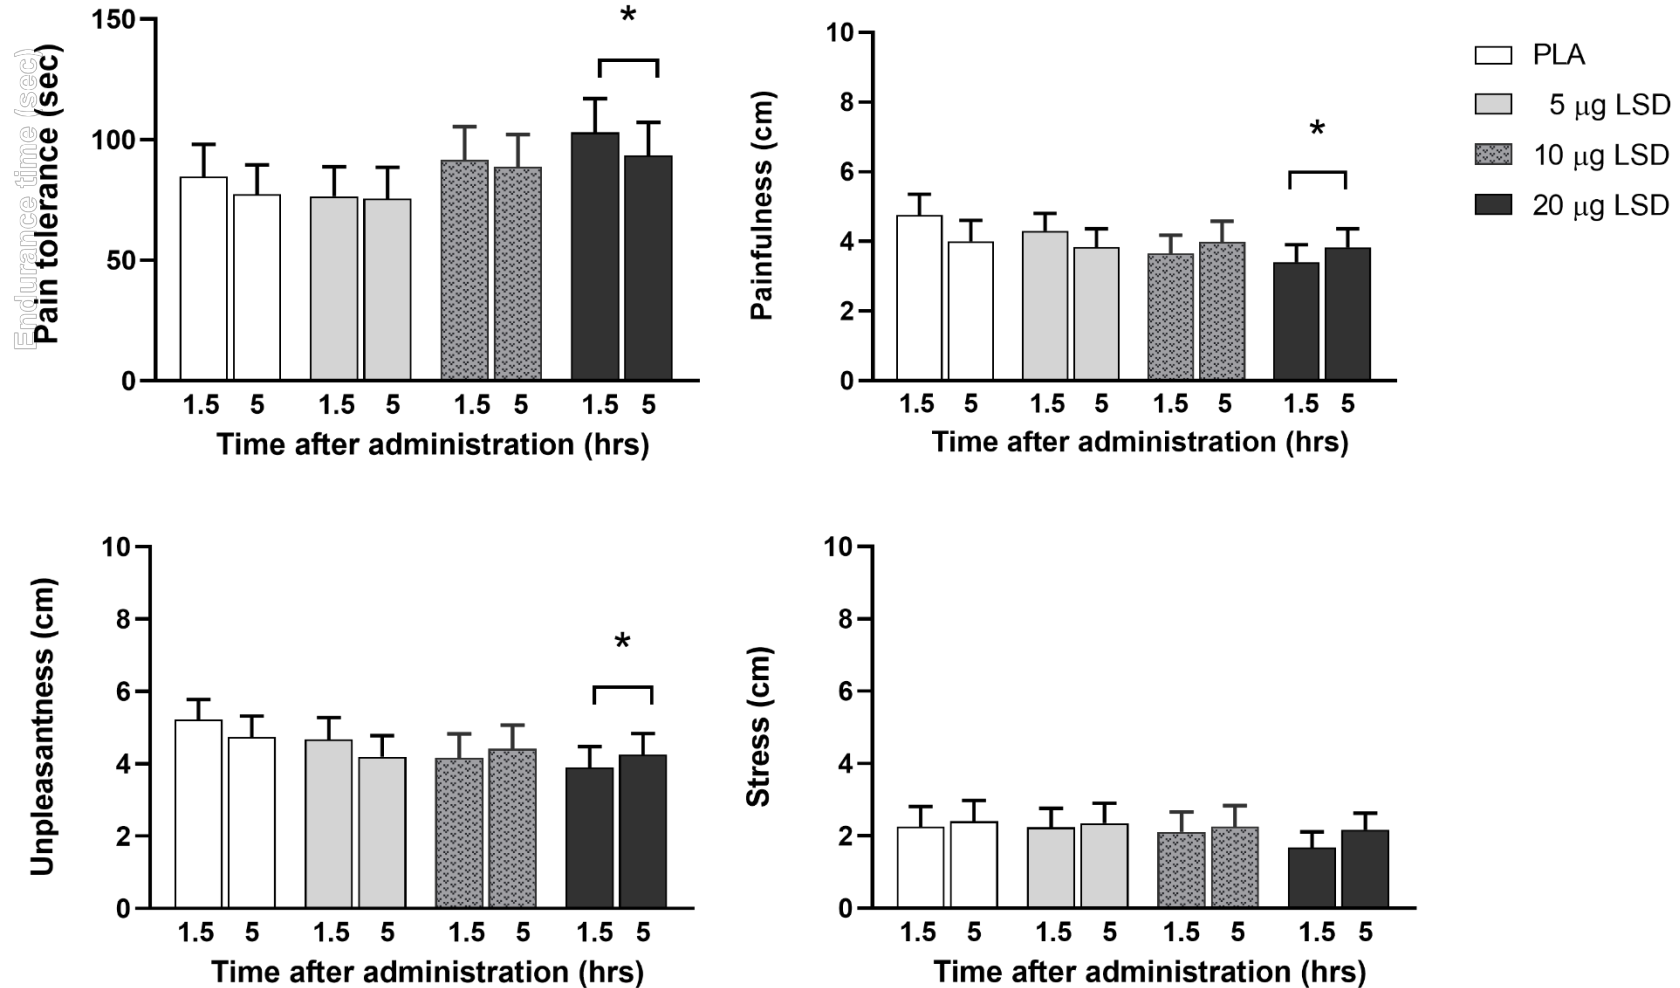 150
100
50
0
Endurance time (sec)
Pain tolerance (sec)
*
1.5 5 1.5 5 1.5 5 1.5 5
Time after administration (hrs)
10
8
6
4
2
0
Painfulness (cm)
*
1.5 5 1.5 5 1.5 5 1.5 5
Time after administration (hrs)
PLA
5 µg LSD
10 µg LSD
20 µg LSD
10
8
6
4
2
0
Unpleasantness (cm)
*
1.5 5 1.5 5 1.5 5 1.5 5
Time after administration (hrs)
10
8
6
4
2
0
Stress (cm)
1.5 5 1.5 5 1.5 5 1.5 5
Time after administration (hrs)